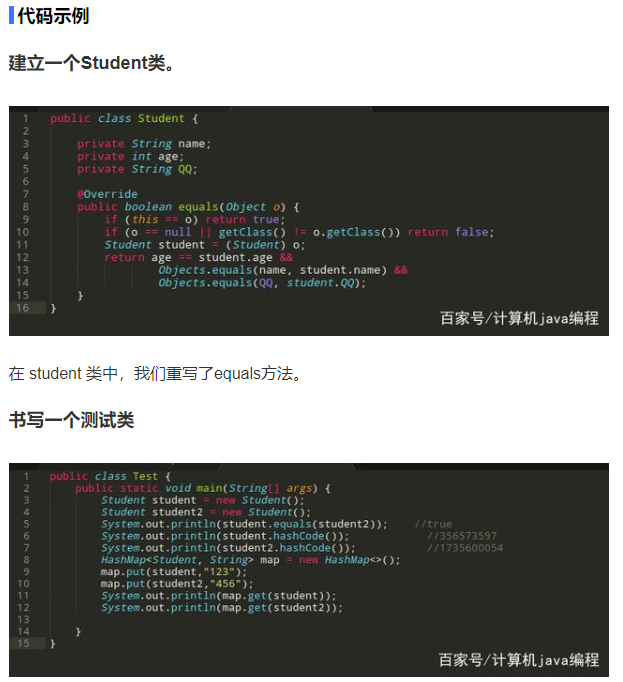 代码示例
建立一个Student类。
1 public class Student {
2
3 private String name;
4 private int age;
5 private String QQ;
6
7 @Override
8 public boolean equals(Object o) {
9 if (this == o) return true;
10 if (o == null || getClass() != o.getClass()) return false;
11 Student student = (Student) o;
12 return age == student.age &&
13 Objects.equals(name, student.name) &&
14 Objects.equals(QQ, student.QQ);
15 }
16 }
百家号/计算机java编程
在 student 类中，我们重写了equals方法。
书写一个测试类
1 public class Test {
2 public static void main(String[] args) {
3 Student student = new Student();
4 Student student2 = new Student();
5 System.out.println(student.equals(student2)); //true
6 System.out.println(student.hashCode()); //356573597
7 System.out.println(student2.hashCode()); //1735600054
8 HashMap<Student, String> map = new HashMap<>();
9 map.put(student,"123");
10 map.put(student2,"456");
11 System.out.println(map.get(student));
12 System.out.println(map.get(student2));
13
14 }
15 }
百家号/计算机java编程